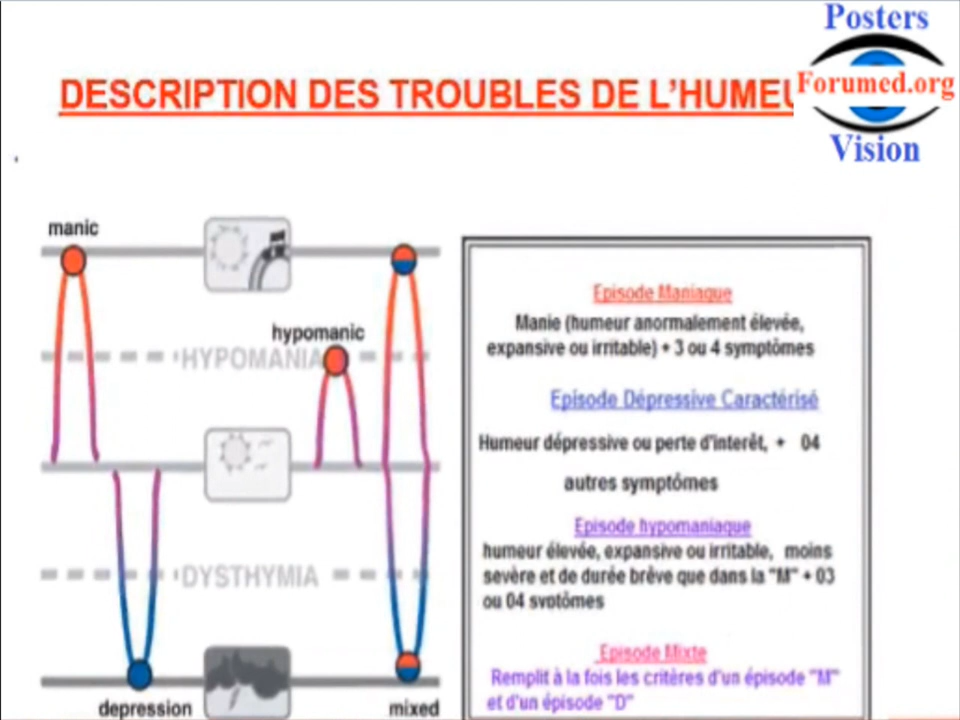 Posters
Forumed.org
Vision
DESCRIPTION DES TROUBLES DE L'HUMEU
manic
hypomanic
HYPOMANIA
DYSTHYMIA
depression
mixed
Episode Maniaque
Manie (humeur anormalement élevée,
expansive ou irritable) + 3 ou 4 symptômes
Episode Dépressive Caractérisé
Humeur dépressive ou perte d'interêt, + 04
autres symptômes
Episode hypomaniaque
humeur élevée, expansive ou irritable, moins
sevère et de durée brêve que dans la "M" + 03
ou 04 svptômes
Episode Mixte
Remplit à la fois les critères d'un épisode "M"
et d'un épisode "D"